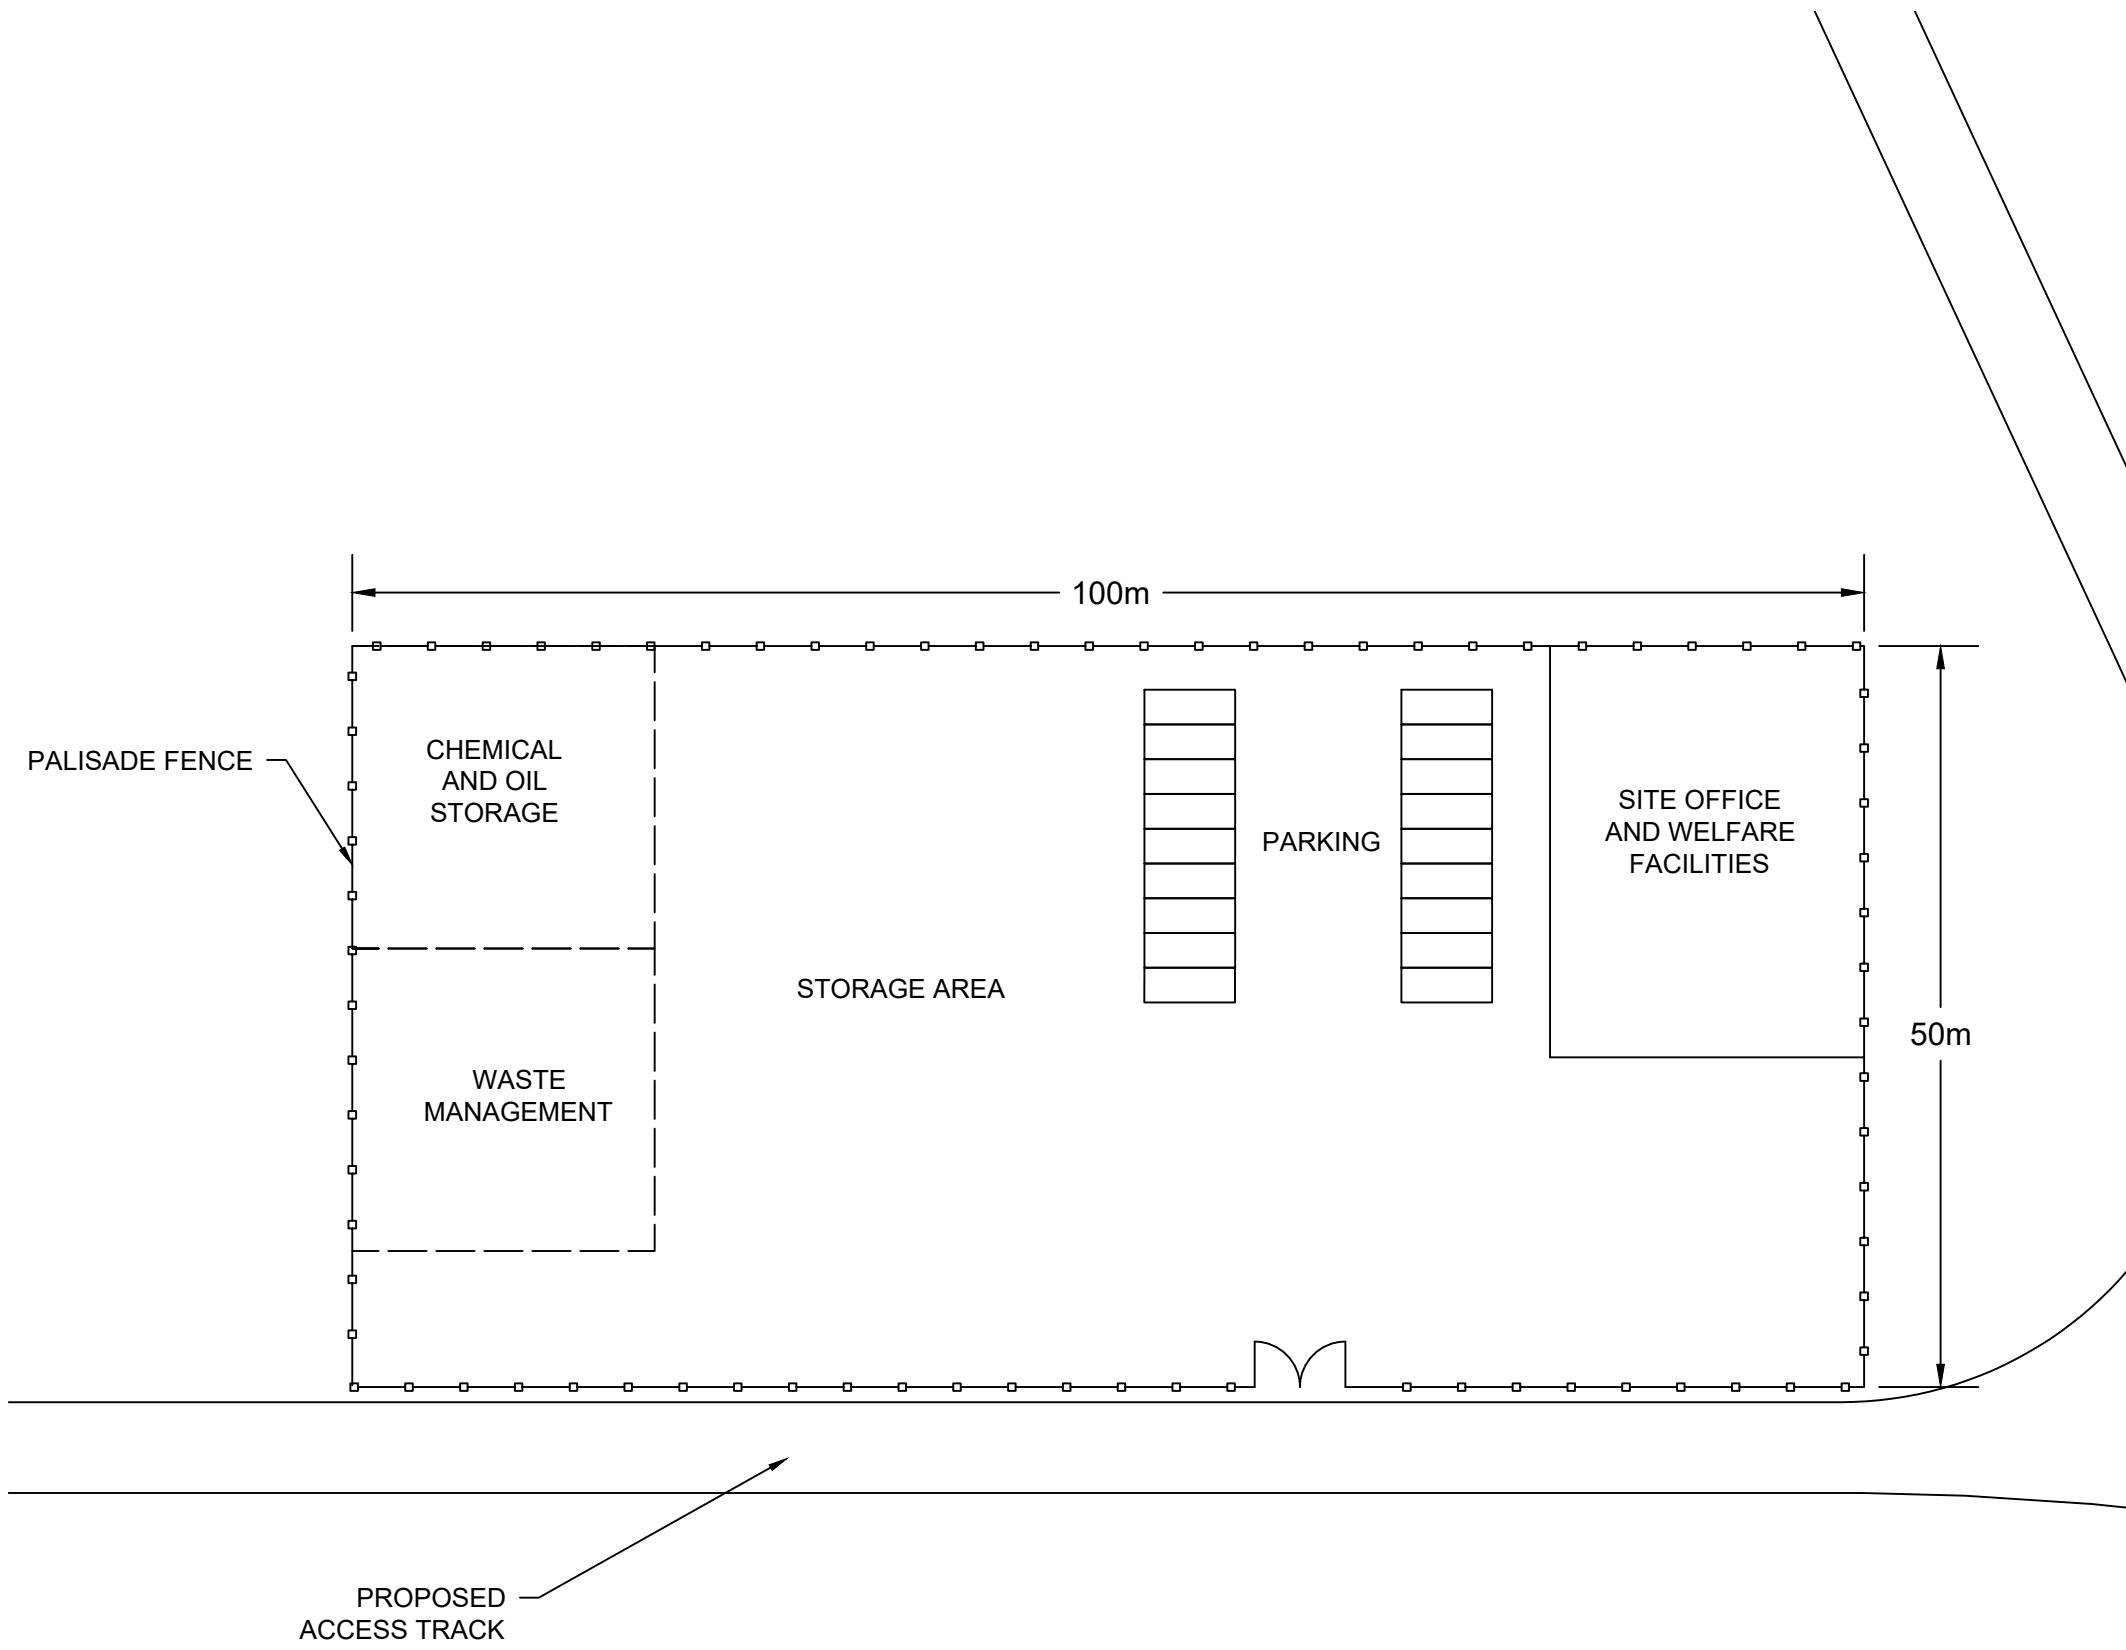 100m
PALISADE FENCE
CHEMICAL
AND OIL
STORAGE
PARKING
SITE OFFICE
AND WELFARE
FACILITIES
STORAGE AREA
50m
WASTE
MANAGEMENT
PROPOSED
ACCESS TRACK